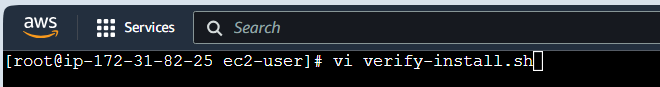 aws Services Search
[root@ip-172-31-82-25 ec2-user]# vi verify-install.sh